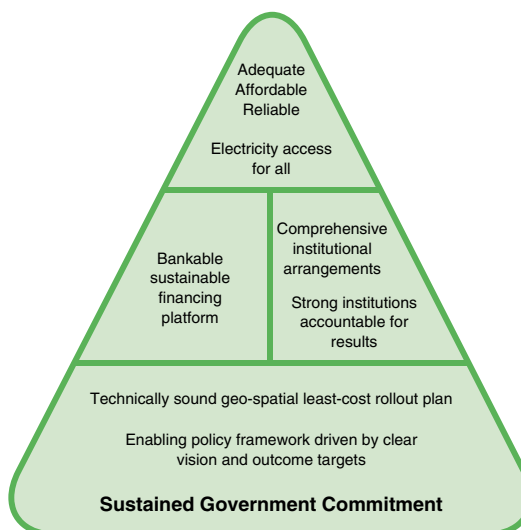 Adequate
Affordable
Reliable
Electricity access
for all
Bankable
sustainable
financing
platform
Comprehensive
institutional
arrangements
Strong institutions
accountable for
results
Technically sound geo-spatial least-cost rollout plan
Enabling policy framework driven by clear
vision and outcome targets
Sustained Government Commitment